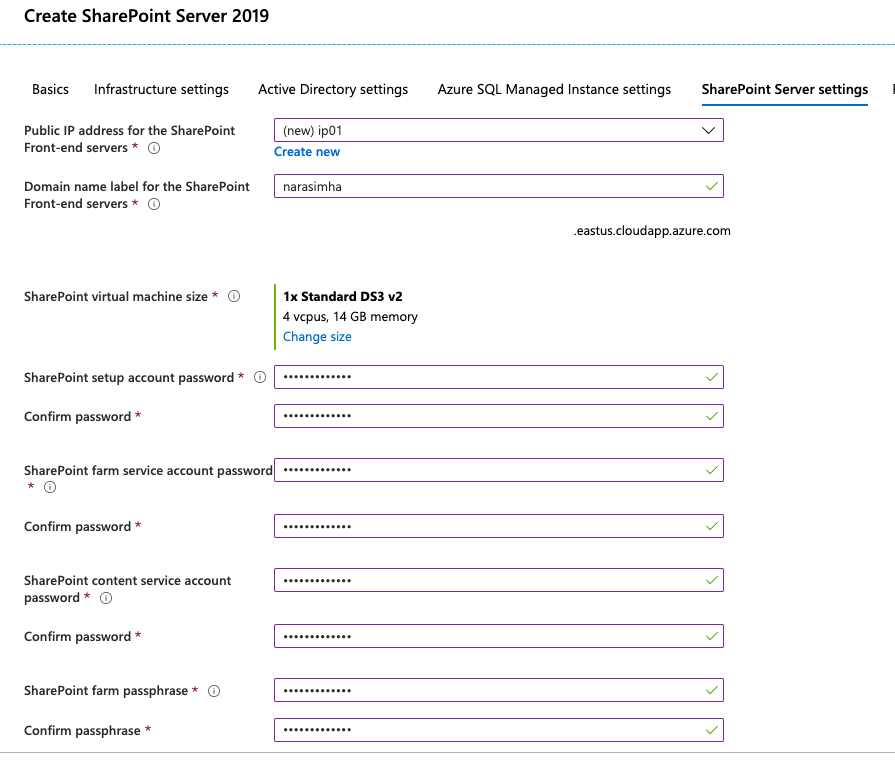 Create SharePoint Server 2019
Basics Infrastructure settings Active Directory settings Azure SQL Managed Instance settings SharePoint Server settings
Public IP address for the SharePoint
Front-end servers *
(new) ip01
Create new
Domain name label for the SharePoint
Front-end servers *
narasimha
.eastus.cloudapp.azure.com
SharePoint virtual machine size *
1x Standard DS3 v2
4 vcpus, 14 GB memory
Change size
SharePoint setup account password * •••••••••••••
Confirm password * •••••••••••••
SharePoint farm service account password
* •••••••••••••
Confirm password * •••••••••••••
SharePoint content service account
password * •••••••••••••
Confirm password * •••••••••••••
SharePoint farm passphrase * •••••••••••••
Confirm passphrase * •••••••••••••